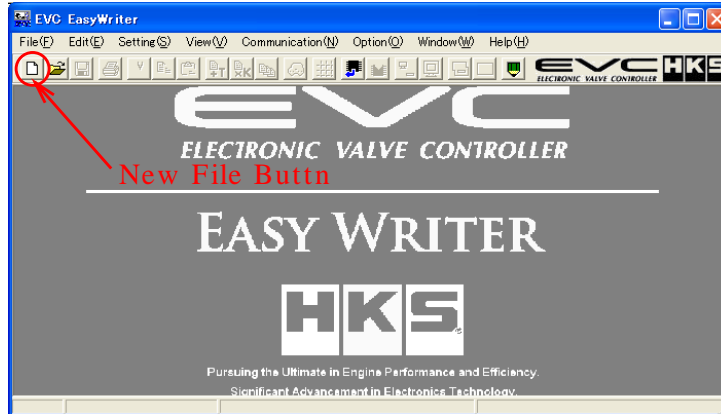 EVC EasyWriter
File(F) Edit(E) Setting(S) View(V) Communication(N) Option(O) Window(W) Help(H)
EVC
ELECTRONIC VALVE CONTROLLER
HKS
EVC
ELECTRONIC VALVE CONTROLLER
New File Buttn
EASY WRITER
HKS
Pursuing the Ultimate in Engine Performance and Efficiency.
Significant Advancement in Electronics Technology.